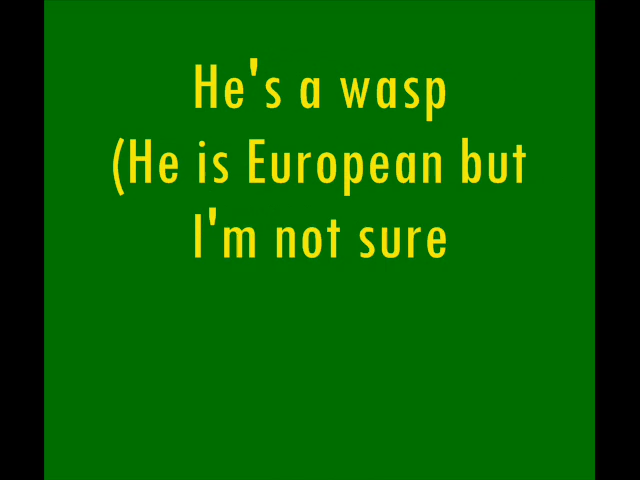 He's a wasp
(He is European but
I'm not sure